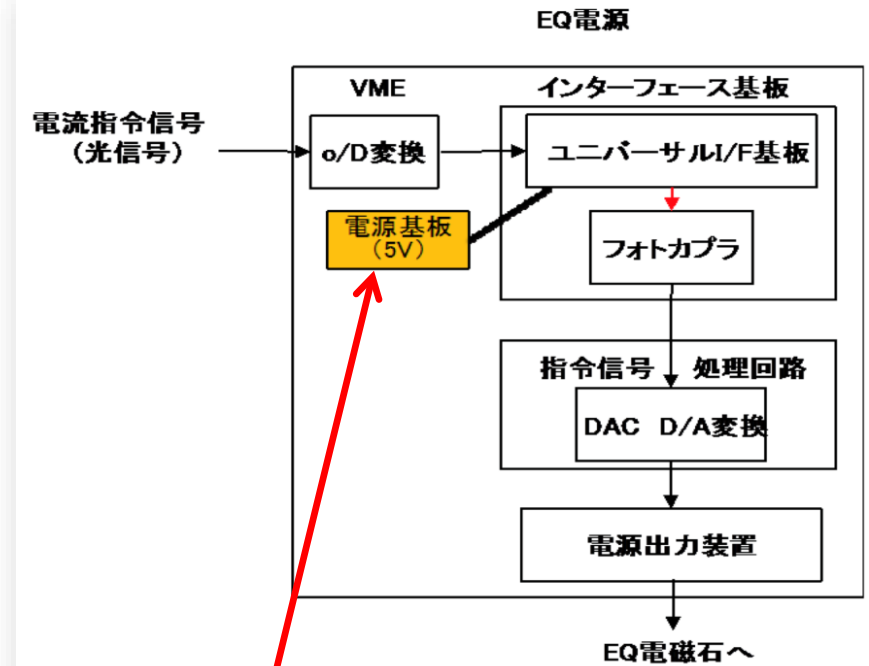 EQ電源
VME
インターフェース基板
電流指令信号
（光信号）
o/D変換
ユニバーサルI/F基板
電源基板
（5V）
フォトカプラ
指令信号 処理回路
DAC D/A変換
電源出力装置
EQ電磁石へ